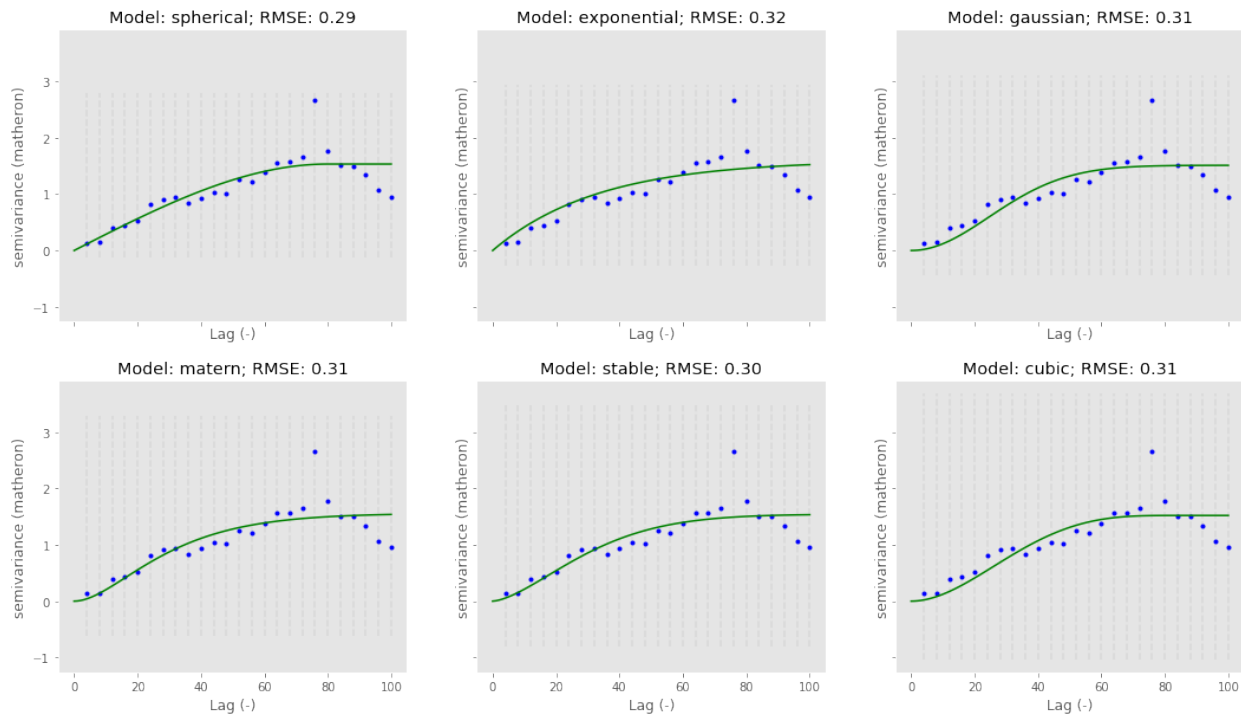 Model: spherical; RMSE: 0.29
Model: exponential; RMSE: 0.32
Model: gaussian; RMSE: 0.31
semivariance (matheron)
3
2
1
0
−1
Lag (-)
semivariance (matheron)
Lag (-)
semivariance (matheron)
Lag (-)
Model: matern; RMSE: 0.31
Model: stable; RMSE: 0.30
Model: cubic; RMSE: 0.31
semivariance (matheron)
3
2
1
0
−1
0 20 40 60 80 100
Lag (-)
semivariance (matheron)
0 20 40 60 80 100
Lag (-)
semivariance (matheron)
0 20 40 60 80 100
Lag (-)